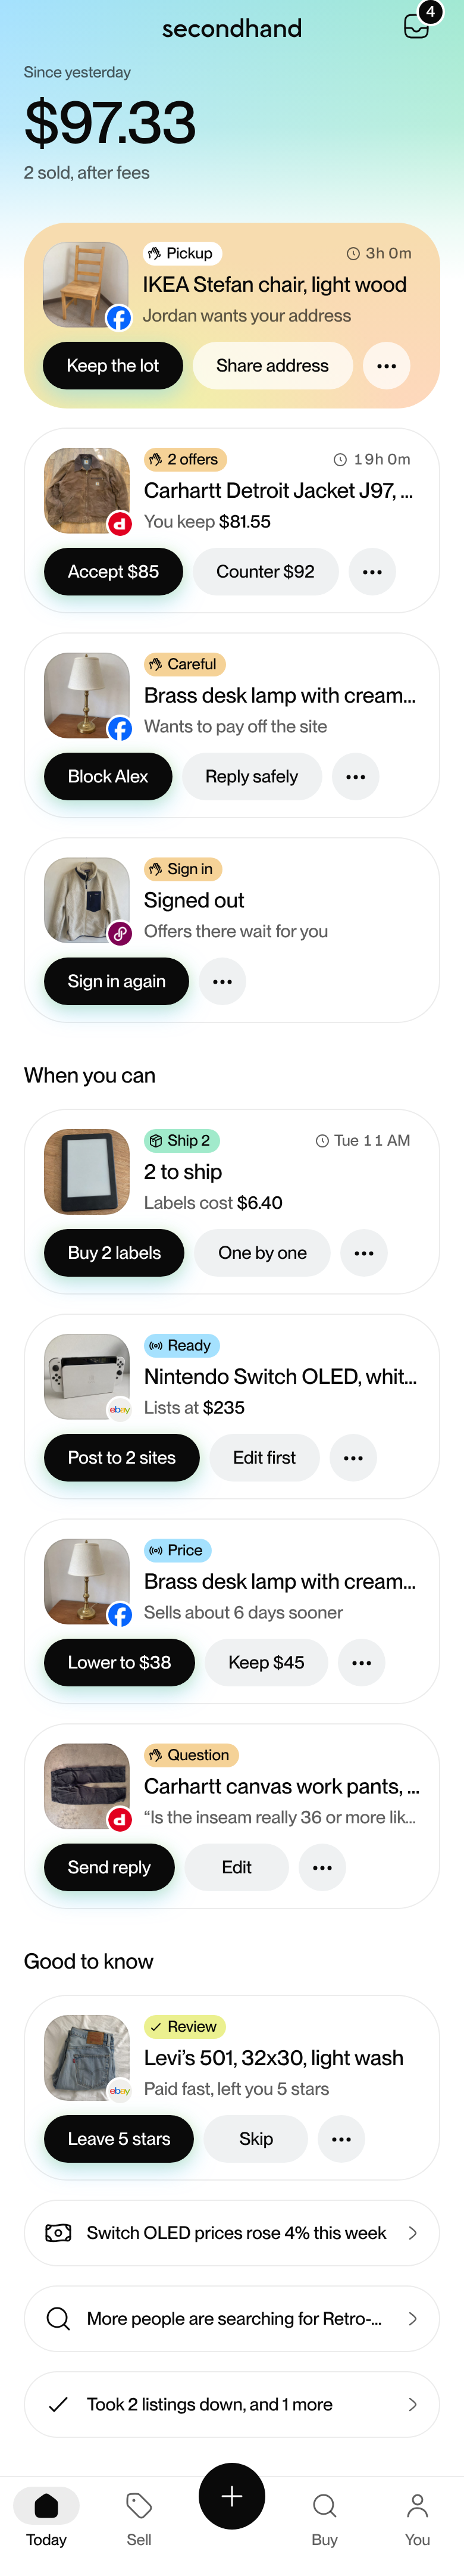 secondhand
4
Since yesterday
$97.33
2 sold, after fees
Pickup
3h 0m
IKEA Stefan chair, light wood
Jordan wants your address
Keep the lot
Share address
2 offers
19h 0m
Carhartt Detroit Jacket J97, ...
You keep $81.55
Accept $85
Counter $92
Careful
Brass desk lamp with cream...
Wants to pay off the site
Block Alex
Reply safely
Sign in
Signed out
Offers there wait for you
Sign in again
When you can
Ship 2
Tue 11 AM
2 to ship
Labels cost $6.40
Buy 2 labels
One by one
Ready
Nintendo Switch OLED, whit...
ebay
Lists at $235
Post to 2 sites
Edit first
Price
Brass desk lamp with cream...
Sells about 6 days sooner
Lower to $38
Keep $45
Question
Carhartt canvas work pants, ...
“Is the inseam really 36 or more lik...
Send reply
Edit
Good to know
Review
Levi’s 501, 32x30, light wash
ebay
Paid fast, left you 5 stars
Leave 5 stars
Skip
Switch OLED prices rose 4% this week
More people are searching for Retro-...
Took 2 listings down, and 1 more
Today
Sell
Buy
You